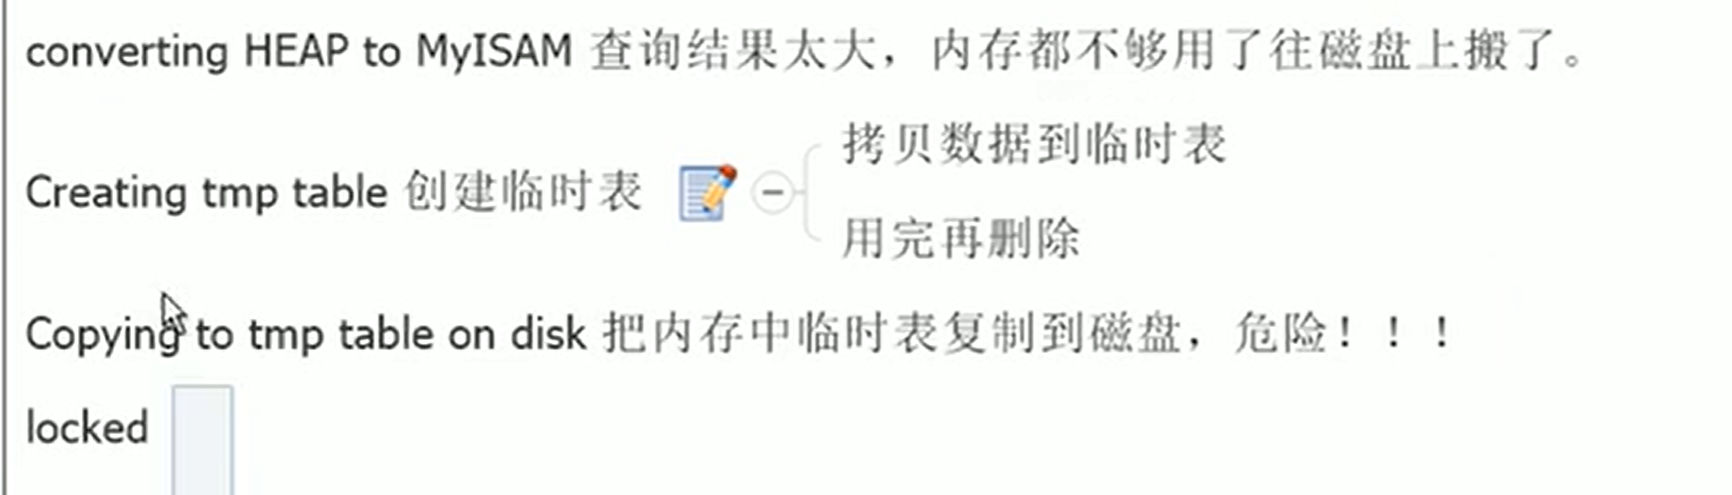 converting HEAP to MyISAM 查询结果太大，内存都不够用了往磁盘上搬了。
Creating tmp table 创建临时表
拷贝数据到临时表
用完再删除
Copying to tmp table on disk 把内存中临时表复制到磁盘，危险！！！
locked